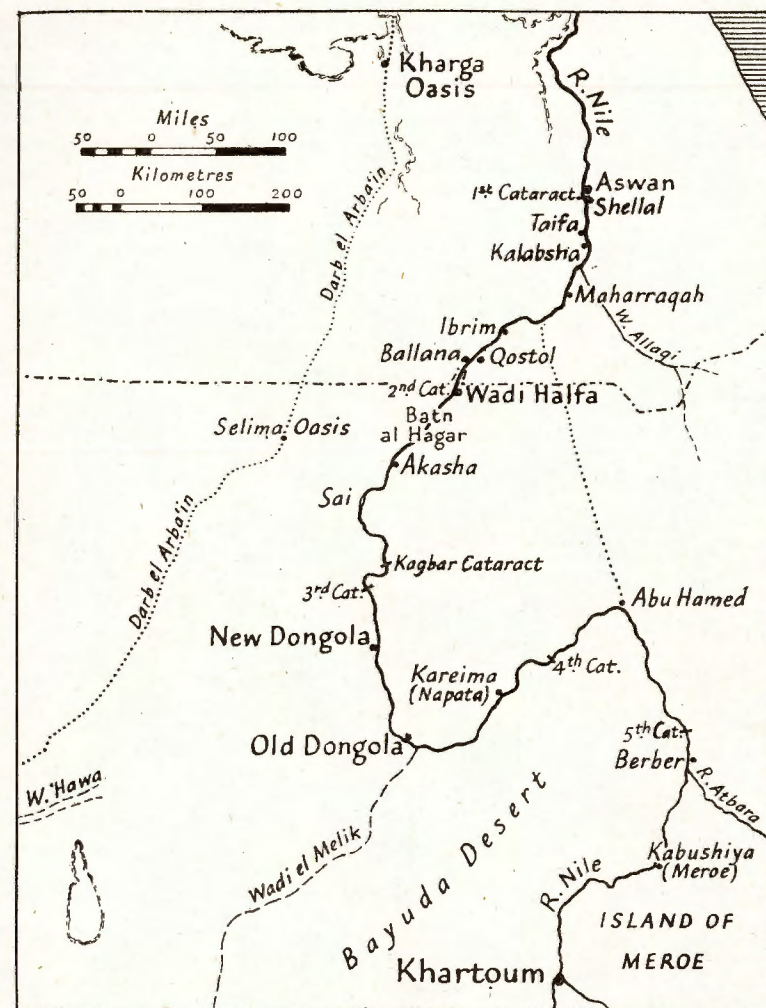 Kharga
Oasis
R. Nile
Miles
50 0 50 100
Kilometres
50 0 100 200
Darb el Arba'in
1st Cataract
Aswan
Shellal
Taifa
Kalabsha
Maharraqah
W. Allaqi
Ibrim
Ballana
Qostol
2nd Cat.
Wadi Halfa
Batn
al Hagar
Selima Oasis
Akasha
Sai
Darb el Arba'in
Kagbar Cataract
3rd Cat.
Abu Hamed
New Dongola
4th Cat.
Kareima
(Napata)
Old Dongola
5th Cat.
Berber
R. Atbara
W. Hawa
Wadi el Melik
Bayuda Desert
Kabushiya
(Meroe)
R. Nile
ISLAND OF
MEROE
Khartoum